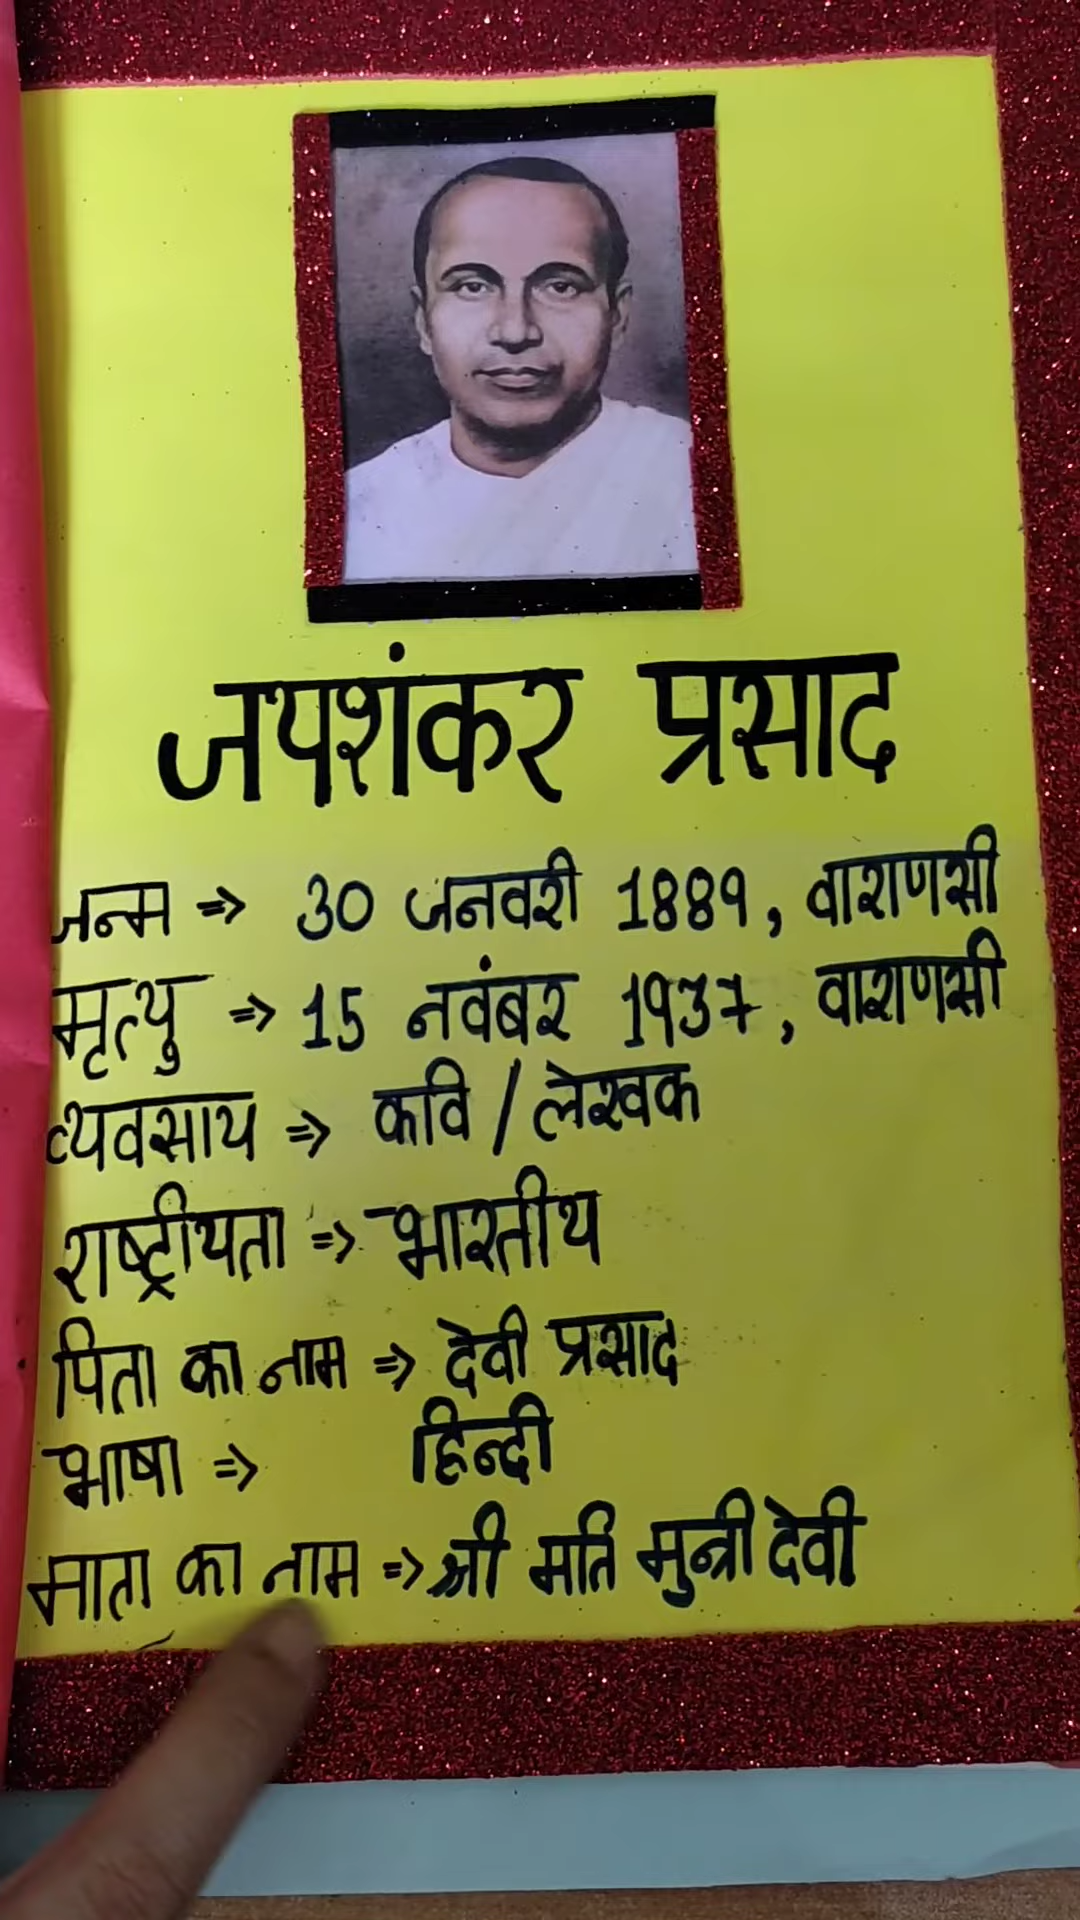 जयशंकर प्रसाद
जन्म => 30 जनवरी 1889, वाराणसी
मृत्यु => 15 नवंबर 1937, वाराणसी
व्यवसाय => कवि / लेखक
राष्ट्रीयता => भारतीय
पिता का नाम => देवी प्रसाद
भाषा => हिन्दी
माता का नाम => श्री मति मुन्नी देवी